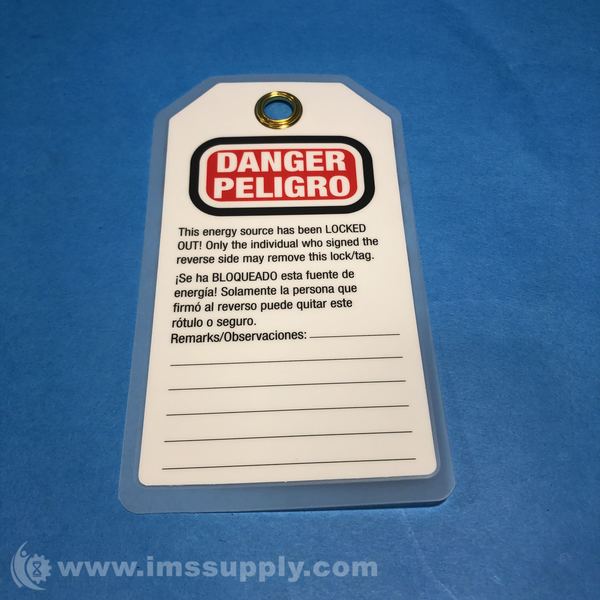 DANGER
PELIGRO
This energy source has been LOCKED
OUT! Only the individual who signed the
reverse side may remove this lock/tag.
¡Se ha BLOQUEADO esta fuente de
energía! Solamente la persona que
firmó al reverso puede quitar este
rótulo o seguro.
Remarks/Observaciones:
www.imssupply.com